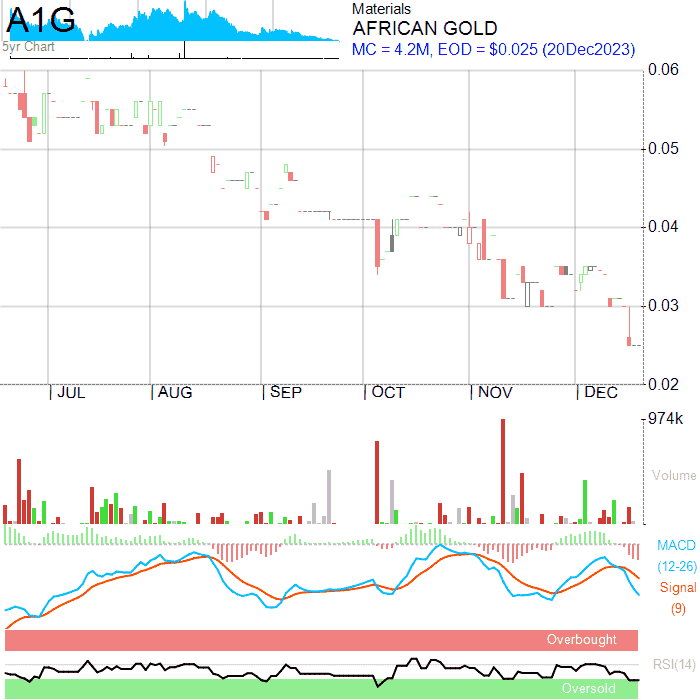 A1G
5yr Chart
Materials
AFRICAN GOLD
MC = 4.2M, EOD = $0.025 (20Dec2023)
0.06
0.05
0.04
0.03
0.02
JUL AUG SEP OCT NOV DEC
974k
Volume
MACD
(12-26)
Signal
(9)
Overbought
RSI(14)
Oversold